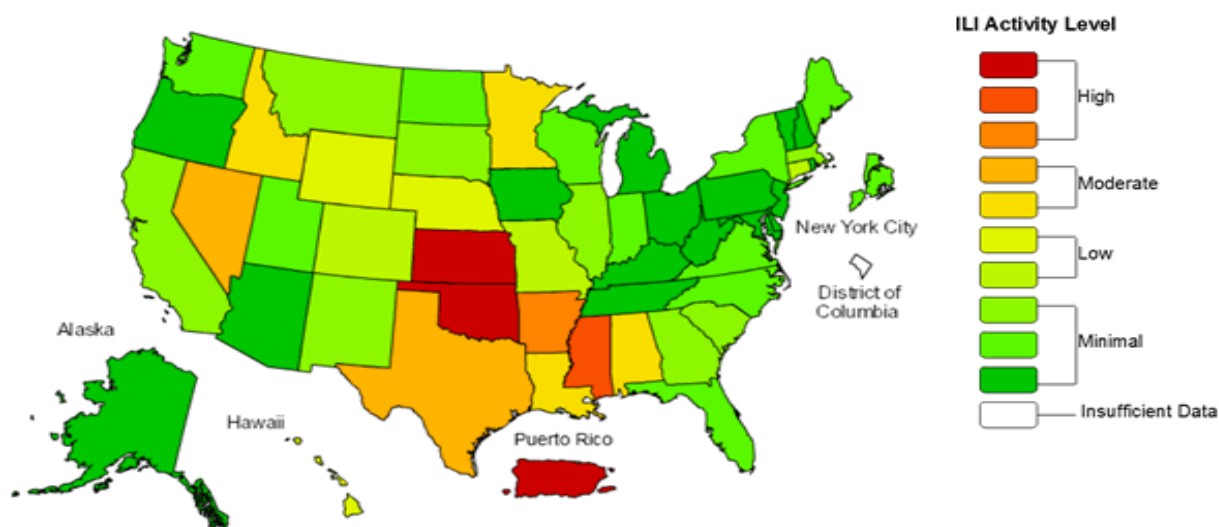 ILI Activity Level
High
Moderate
Low
Minimal
Insufficient Data
New York City
District of
Columbia
Alaska
Hawaii
Puerto Rico